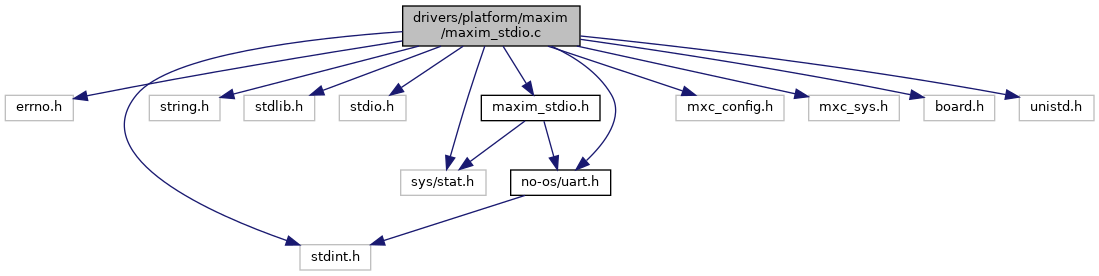 drivers/platform/maxim
/maxim_stdio.c
errno.h
string.h
stdlib.h
stdio.h
maxim_stdio.h
mxc_config.h
mxc_sys.h
board.h
unistd.h
sys/stat.h
no-os/uart.h
stdint.h